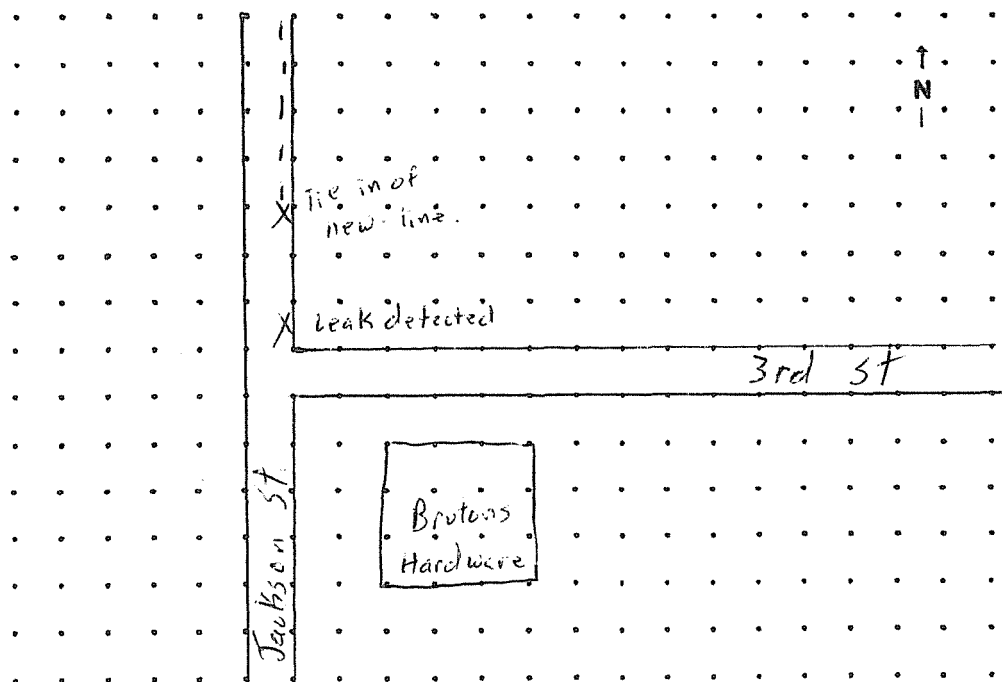 N
Tie in of
new line.
Leak detected
3rd St
Jackson St.
Brutons
Hardware